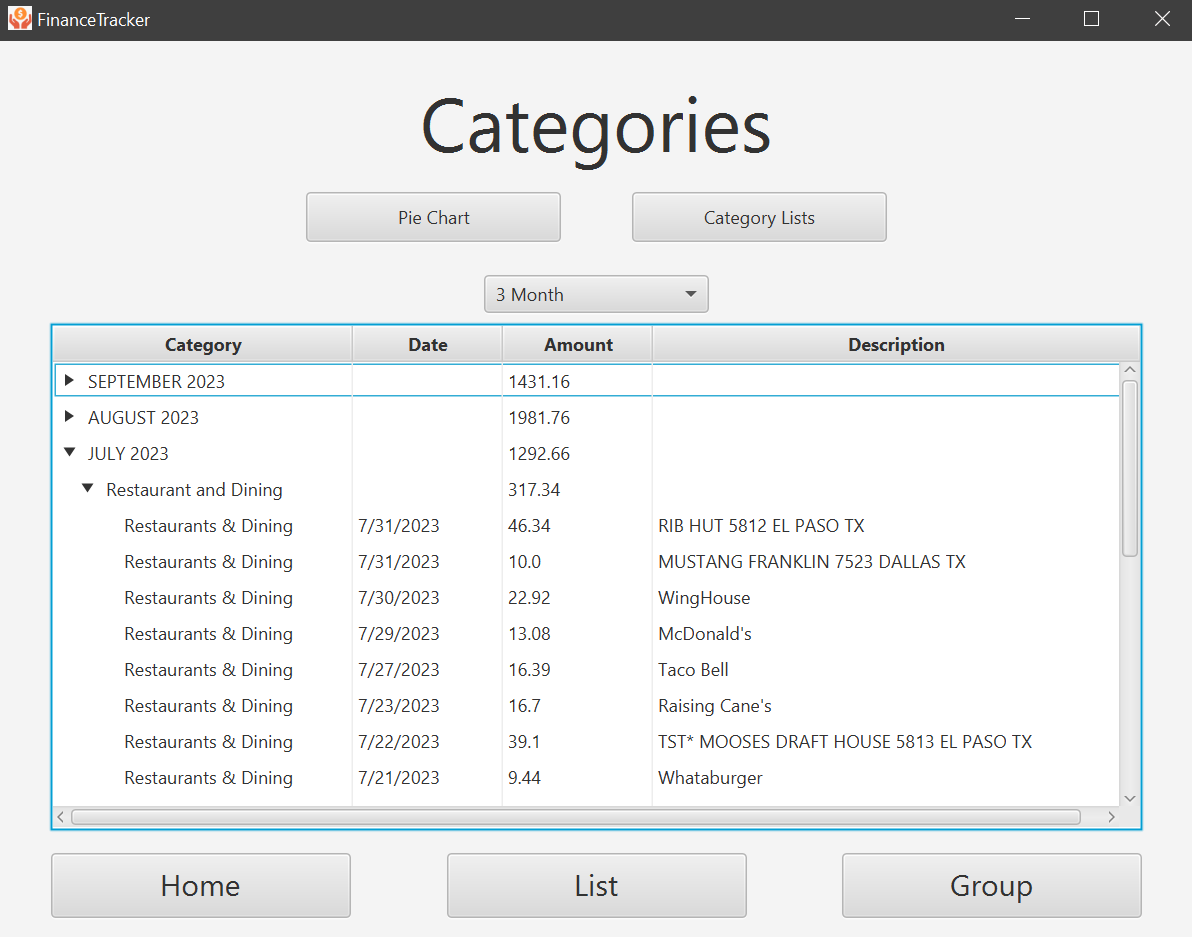 FinanceTracker
Categories
Pie Chart Category Lists
3 Month
Category Date Amount Description
SEPTEMBER 2023 1431.16
AUGUST 2023 1981.76
JULY 2023 1292.66
Restaurant and Dining 317.34
Restaurants & Dining 7/31/2023 46.34 RIB HUT 5812 EL PASO TX
Restaurants & Dining 7/31/2023 10.0 MUSTANG FRANKLIN 7523 DALLAS TX
Restaurants & Dining 7/30/2023 22.92 WingHouse
Restaurants & Dining 7/29/2023 13.08 McDonald's
Restaurants & Dining 7/27/2023 16.39 Taco Bell
Restaurants & Dining 7/23/2023 16.7 Raising Cane's
Restaurants & Dining 7/22/2023 39.1 TST* MOOSES DRAFT HOUSE 5813 EL PASO TX
Restaurants & Dining 7/21/2023 9.44 Whataburger
Home List Group